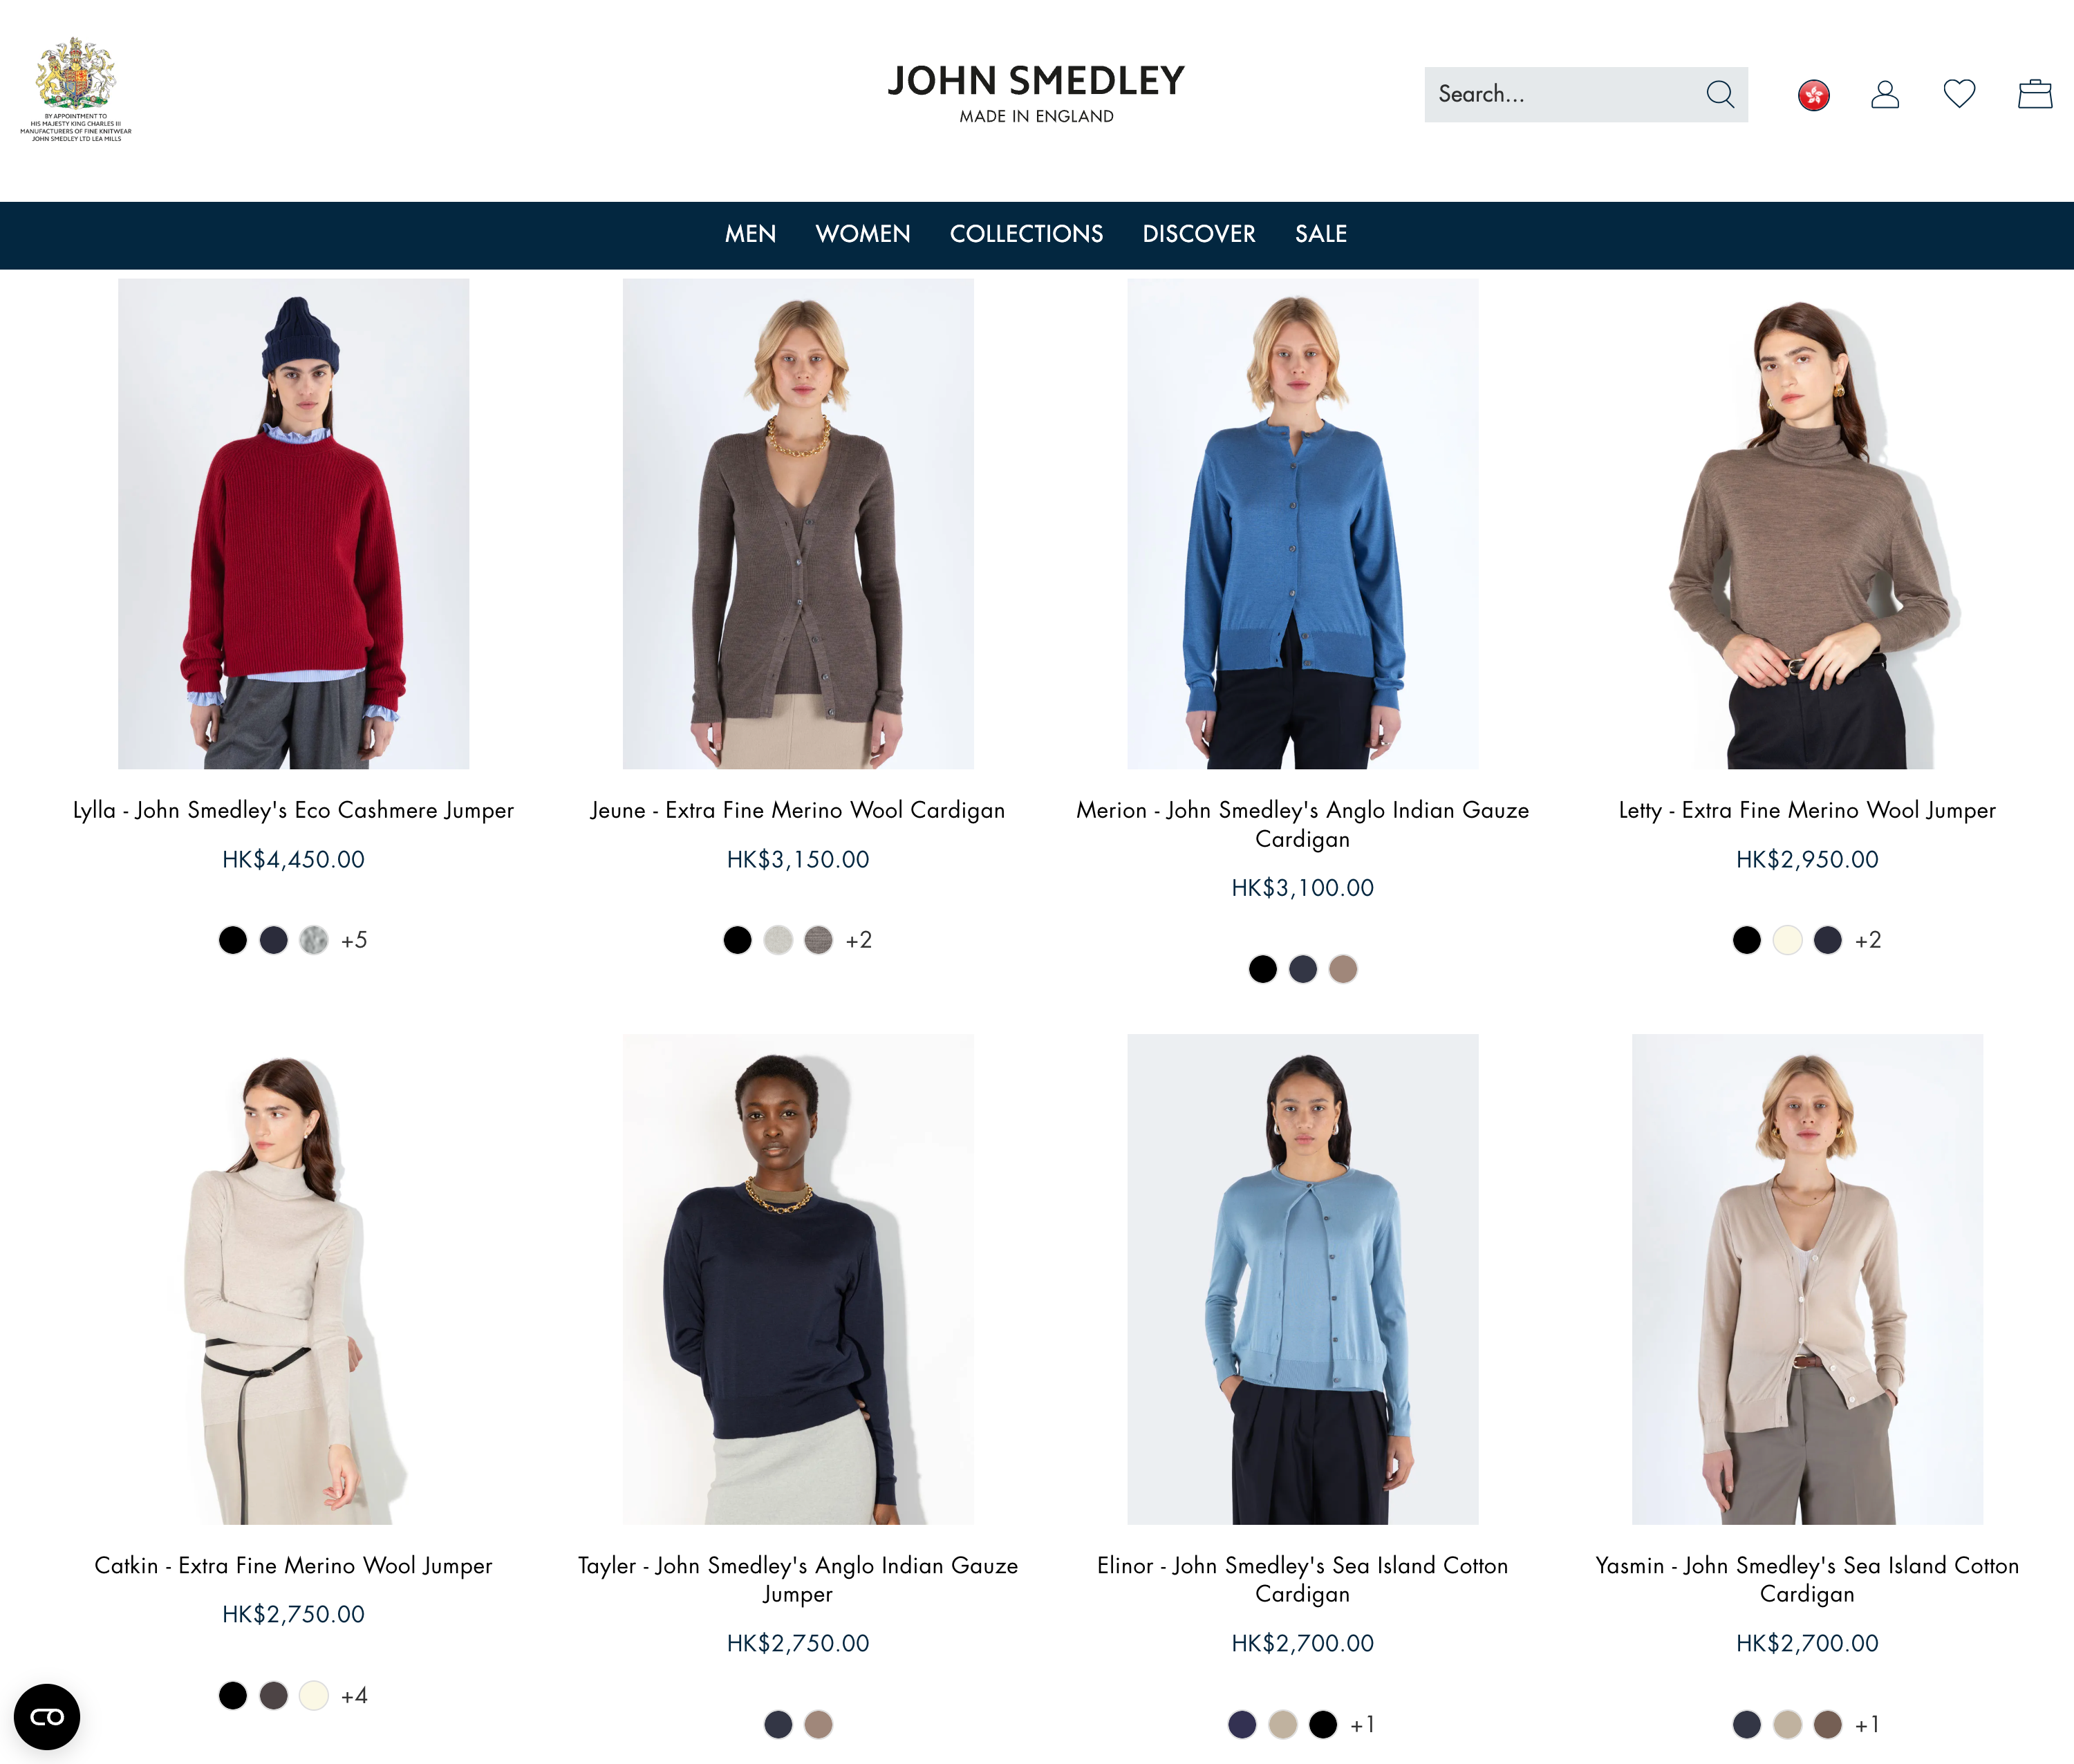 BY APPOINTMENT TO
HIS MAJESTY KING CHARLES III
MANUFACTURERS OF FINE KNITWEAR
JOHN SMEDLEY LTD LEA MILLS
JOHN SMEDLEY
MADE IN ENGLAND
Search...
MEN WOMEN COLLECTIONS DISCOVER SALE
Lylla - John Smedley's Eco Cashmere Jumper
HK$4,450.00
+5
Jeune - Extra Fine Merino Wool Cardigan
HK$3,150.00
+2
Merion - John Smedley's Anglo Indian Gauze
Cardigan
HK$3,100.00
Letty - Extra Fine Merino Wool Jumper
HK$2,950.00
+2
Catkin - Extra Fine Merino Wool Jumper
HK$2,750.00
+4
Tayler - John Smedley's Anglo Indian Gauze
Jumper
HK$2,750.00
Elinor - John Smedley's Sea Island Cotton
Cardigan
HK$2,700.00
+1
Yasmin - John Smedley's Sea Island Cotton
Cardigan
HK$2,700.00
+1